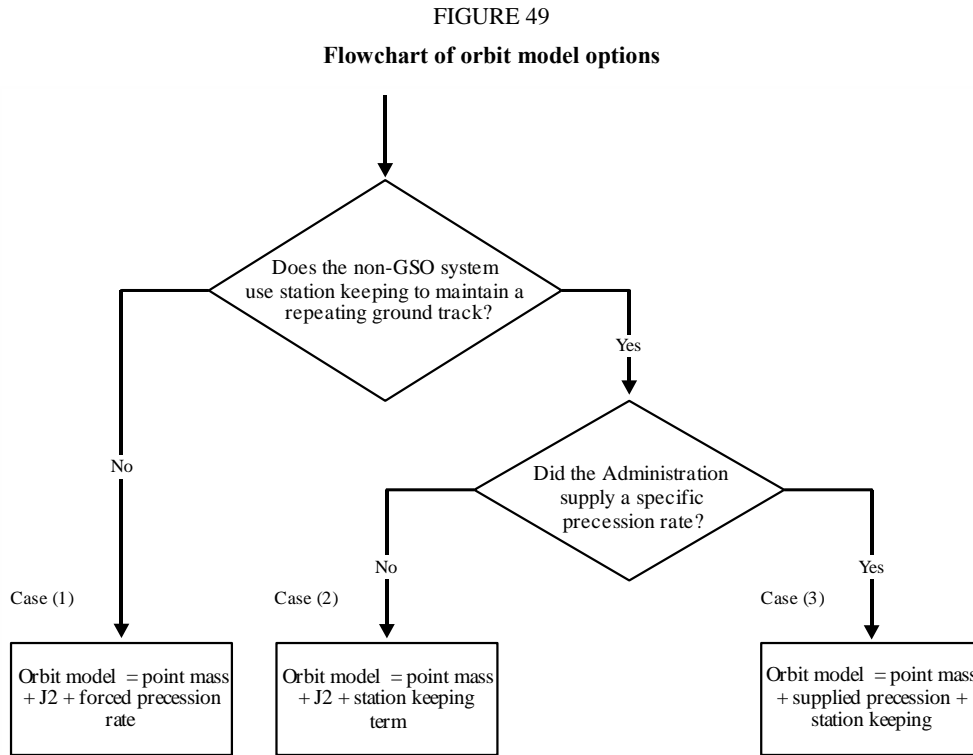 FIGURE 49
Flowchart of orbit model options
Does the non-GSO system
use station keeping to maintain a
repeating ground track?
Yes
No
Did the Administration
supply a specific
precession rate?
No
Yes
Case (1)
Case (2)
Case (3)
Orbit model = point mass
+ J2 + forced precession
rate
Orbit model = point mass
+ J2 + station keeping
term
Orbit model = point mass
+ supplied precession +
station keeping